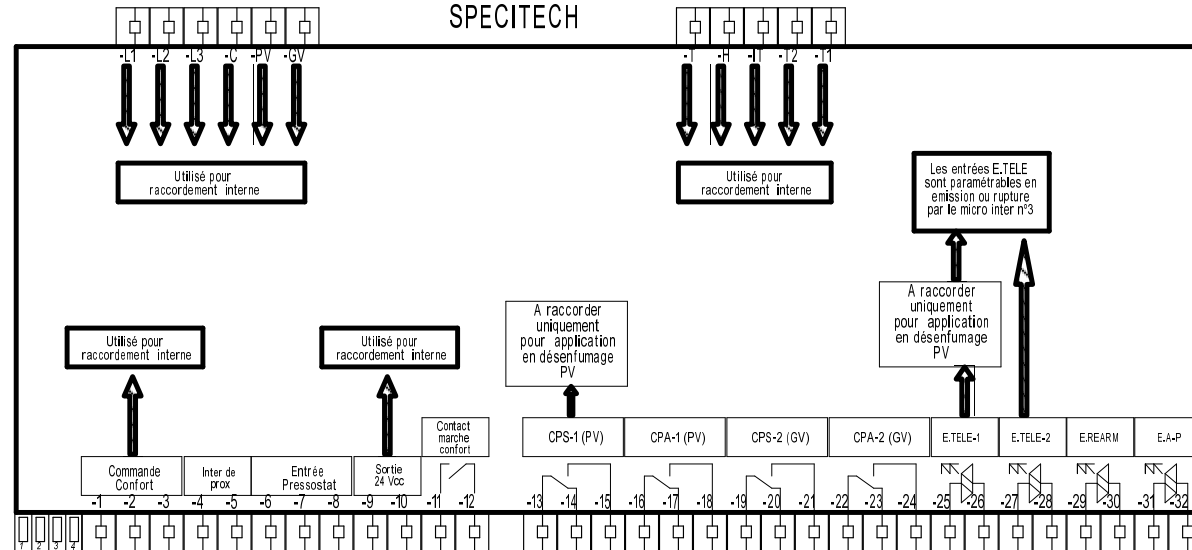 SPECITECH
-L1 -L2 -L3 -C -PV -GV
-T -H -IT -T2 -T1
Utilisé pour
raccordement interne
Utilisé pour
raccordement interne
Les entrées E.TELE
sont paramétrables en
emission ou rupture
par le micro inter n°3
A raccorder
uniquement
pour application
en désenfumage
PV
A raccorder
uniquement
pour application
en désenfumage
PV
Utilisé pour
raccordement interne
Utilisé pour
raccordement interne
Contact
marche
confort
CPS-1 (PV)
CPA-1 (PV)
CPS-2 (GV)
CPA-2 (GV)
E.TELE-1
E.TELE-2
E.REARM
E.A-P
Commande
Confort
Inter de
prox
Entrée
Pressostat
Sortie
24 Vcc
-1 -2 -3 -4 -5 -6 -7 -8 -9 -10 -11 -12 -13 -14 -15 -16 -17 -18 -19 -20 -21 -22 -23 -24 -25 -26 -27 -28 -29 -30 -31 -32
1 2 3 4